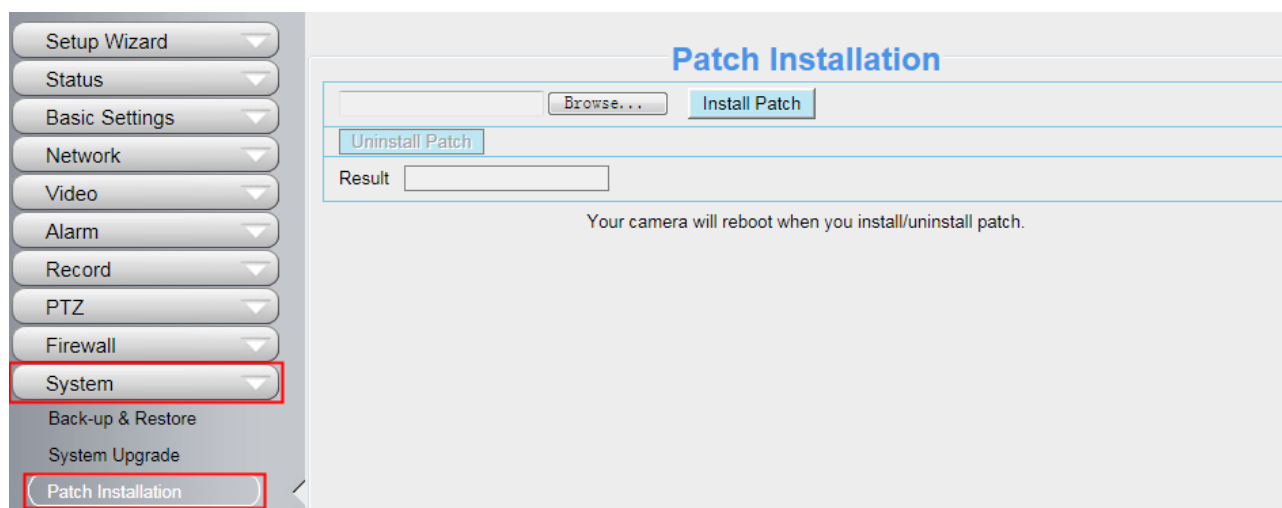 Setup Wizard
Status
Basic Settings
Network
Video
Alarm
Record
PTZ
Firewall
System
Back-up & Restore
System Upgrade
Patch Installation
Patch Installation
Browse... Install Patch
Uninstall Patch
Result
Your camera will reboot when you install/uninstall patch.